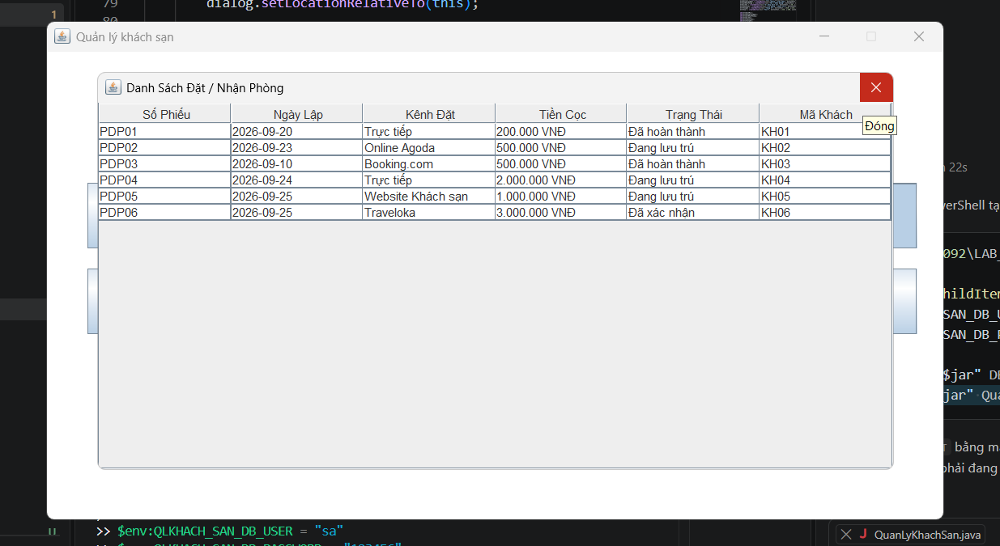 79
dialog.setLocationRelativeTo(this);
1
80
Quản lý khách sạn
Danh Sách Đặt / Nhận Phòng
Số Phiếu Ngày Lập Kênh Đặt Tiền Cọc Trạng Thái Mã Khách
Đóng
PDP01 2026-09-20 Trực tiếp 200.000 VNĐ Đã hoàn thành KH01
PDP02 2026-09-23 Online Agoda 500.000 VNĐ Đang lưu trú KH02
PDP03 2026-09-10 Booking.com 500.000 VNĐ Đã hoàn thành KH03
PDP04 2026-09-24 Trực tiếp 2.000.000 VNĐ Đang lưu trú KH04
PDP05 2026-09-25 Website Khách sạn 1.000.000 VNĐ Đang lưu trú KH05
PDP06 2026-09-25 Traveloka 3.000.000 VNĐ Đã xác nhận KH06
22s
verShell tạ
092\LAB_
hildIter
SAN_DB_U
SAN_DB_P
$jar" DB
jar" Qua
bằng mậ
phải đang
>> $env:QLKHACH_SAN_DB_USER = "sa"
QuanLyKhachSan.java